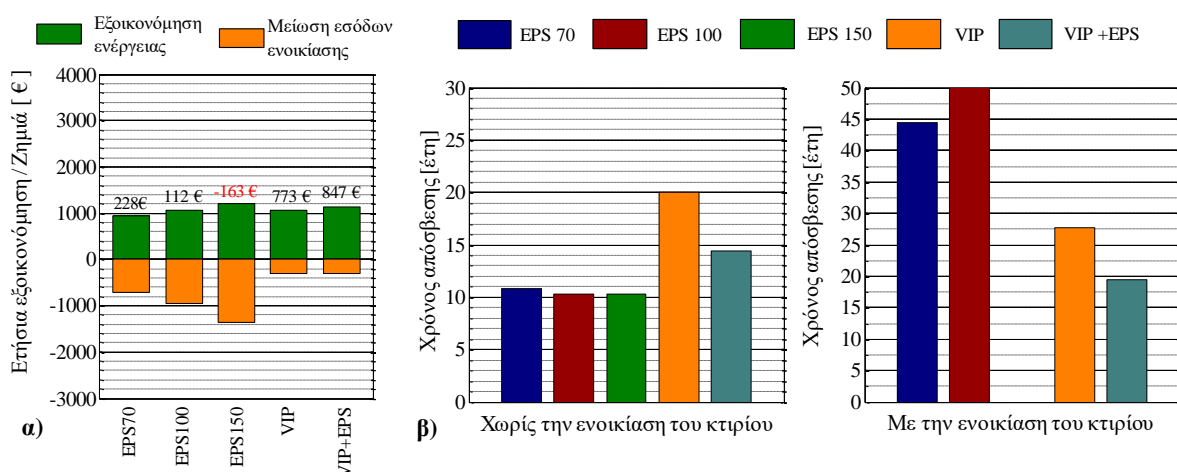 Εξοικονόμηση
ενέργειας
Μείωση εσόδων
ενοικίασης
Ετήσια εξοικονόμηση / Ζημιά [ € ]
4000
3000
2000
1000
0
-1000
-2000
-3000
228€
112 €
-163 €
773 €
847 €
EPS70
EPS100
EPS150
VIP
VIP+EPS
α)
EPS 70
EPS 100
EPS 150
VIP
VIP +EPS
Χρόνος απόσβεσης [έτη]
30
25
20
15
10
5
0
β)
Χωρίς την ενοικίαση του κτιρίου
Χρόνος απόσβεσης [έτη]
50
45
40
35
30
25
20
15
10
5
0
Με την ενοικίαση του κτιρίου